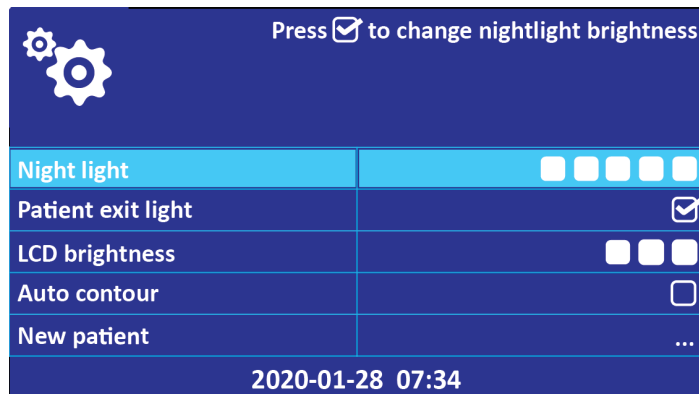 Press to change nightlight brightness
Night light
Patient exit light
LCD brightness
Auto contour
New patient ...
2020-01-28 07:34